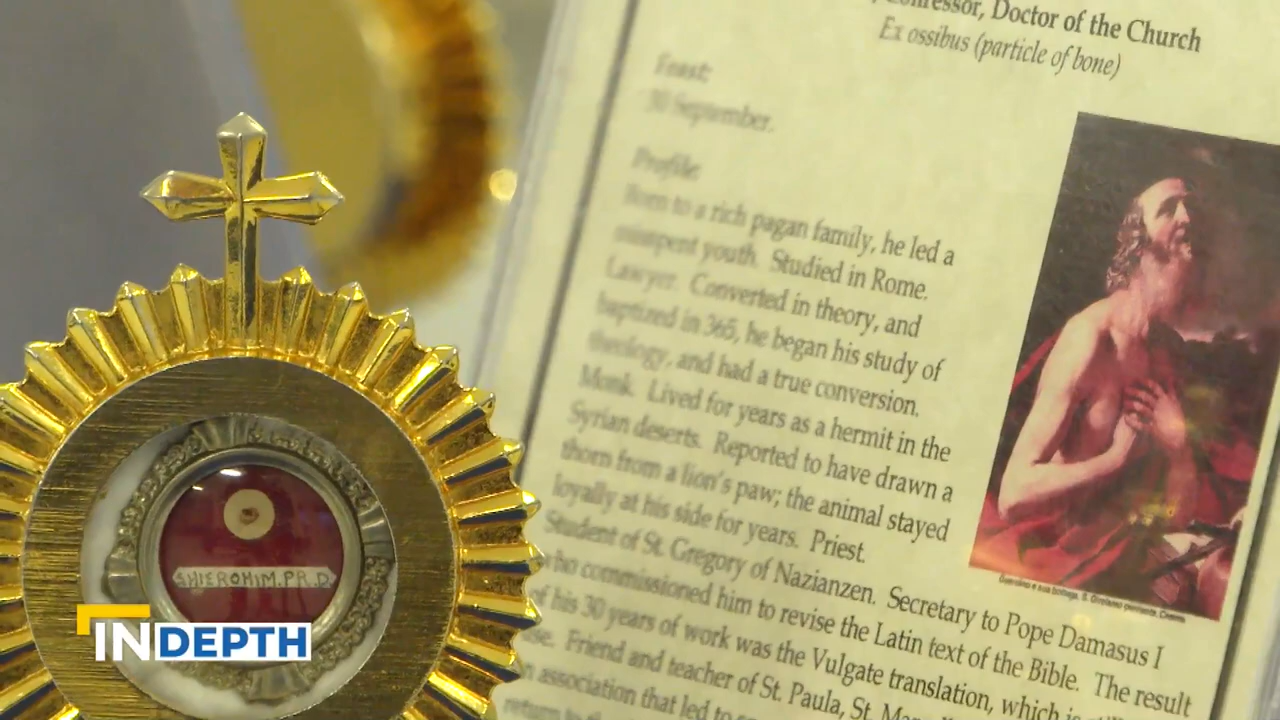 Confessor, Doctor of the Church
Ex ossibus (particle of bone)
Feast:
30 September.
Profile:
Born to a rich pagan family, he led a
misspent youth. Studied in Rome.
Lawyer. Converted in theory, and
baptized in 365, he began his study of
theology, and had a true conversion.
Monk. Lived for years as a hermit in the
Syrian deserts. Reported to have drawn a
thorn from a lion's paw; the animal stayed
loyally at his side for years. Priest.
Student of St. Gregory of Nazianzen. Secretary to Pope Damasus I
who commissioned him to revise the Latin text of the Bible. The result
of his 30 years of work was the Vulgate translation, which is
Friend and teacher of St. Paula, St.
association that led to
S.HIERONIM.PR.D.
INDEPTH